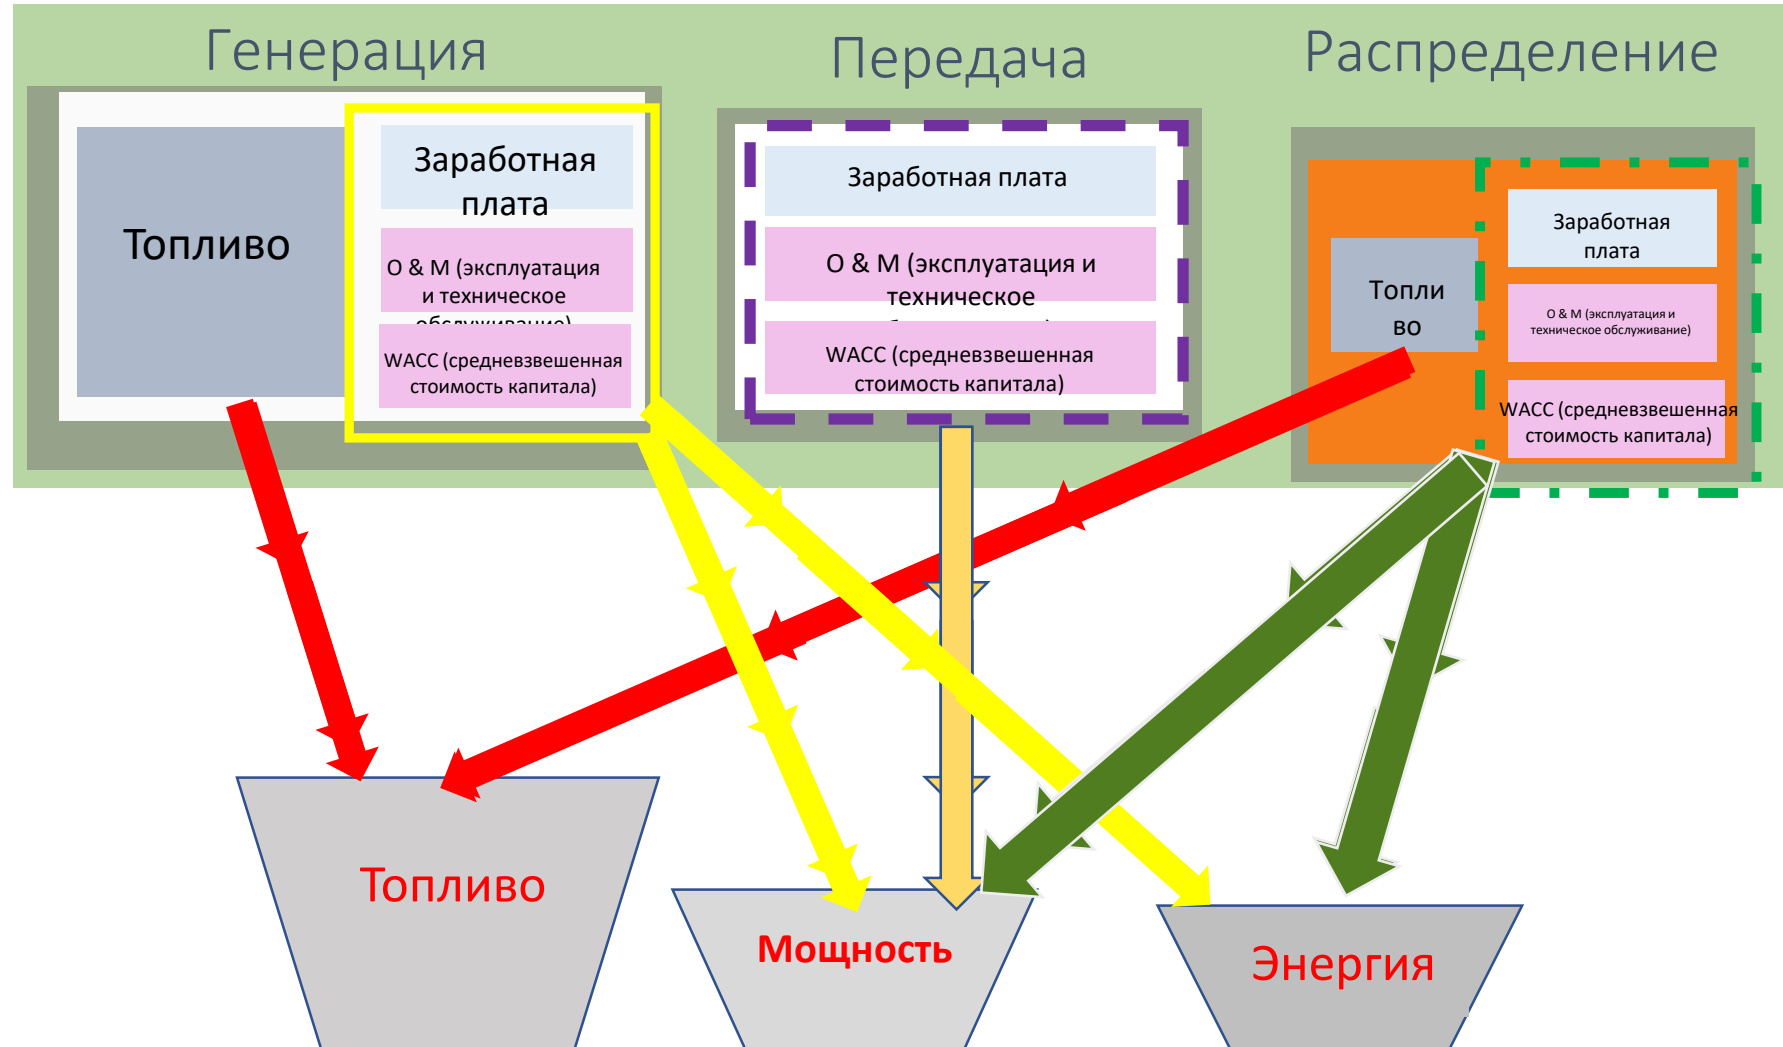 Генерация
Передача
Распределение
Топливо
Заработная
плата
O & M (эксплуатация
и техническое
обслуживание)
WACC (средневзвешенная
стоимость капитала)
Заработная плата
O & M (эксплуатация и
техническое
WACC (средневзвешенная
стоимость капитала)
Топли
во
Заработная
плата
O & M (эксплуатация и
техническое обслуживание)
WACC (средневзвешенная
стоимость капитала)
Топливо
Мощность
Энергия